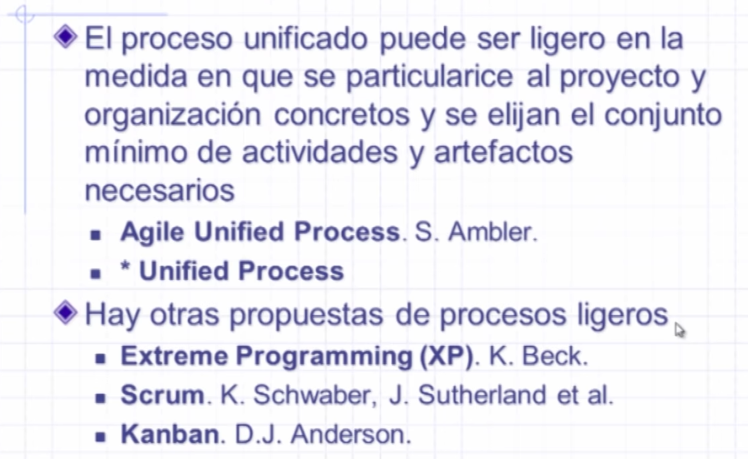 El proceso unificado puede ser ligero en la
medida en que se particularice al proyecto y
organización concretos y se elijan el conjunto
mínimo de actividades y artefactos
necesarios
Agile Unified Process. S. Ambler.
* Unified Process
Hay otras propuestas de procesos ligeros
Extreme Programming (XP). K. Beck.
Scrum. K. Schwaber, J. Sutherland et al.
Kanban. D.J. Anderson.